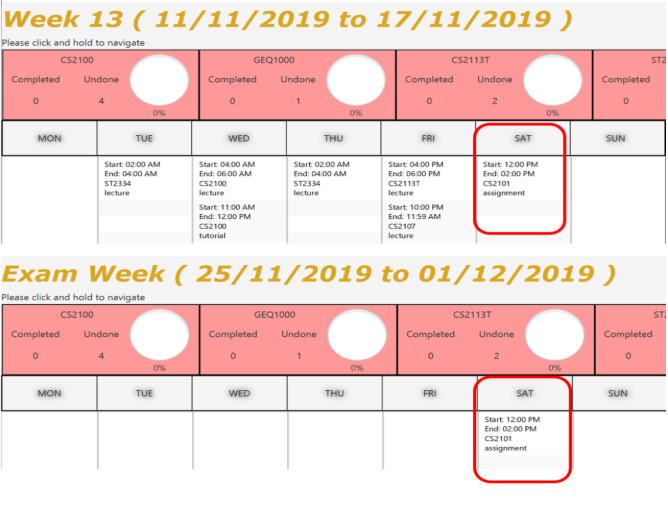 Week 13 ( 11/11/2019 to 17/11/2019 )
Please click and hold to navigate
CS2100 GEQ1000 CS2113T ST2
Completed Undone Completed Undone Completed Undone Completed
0 4 0 1 0 2 0
0% 0% 0%
MON TUE WED THU FRI SAT SUN
Start: 02:00 AM Start: 04:00 AM Start: 02:00 AM Start: 04:00 PM Start: 12:00 PM
End: 04:00 AM End: 06:00 AM End: 04:00 AM End: 06:00 PM End: 02:00 PM
ST2334 CS2100 ST2334 CS2113T CS2101
lecture lecture lecture lecture assignment
Start: 11:00 AM Start: 10:00 PM
End: 12:00 PM End: 11:59 AM
CS2100 CS2107
tutorial lecture
Exam Week ( 25/11/2019 to 01/12/2019 )
Please click and hold to navigate
CS2100 GEQ1000 CS2113T ST
Completed Undone Completed Undone Completed Undone Completed
0 4 0 1 0 2 0
0% 0% 0%
MON TUE WED THU FRI SAT SUN
Start: 12:00 PM
End: 02:00 PM
CS2101
assignment